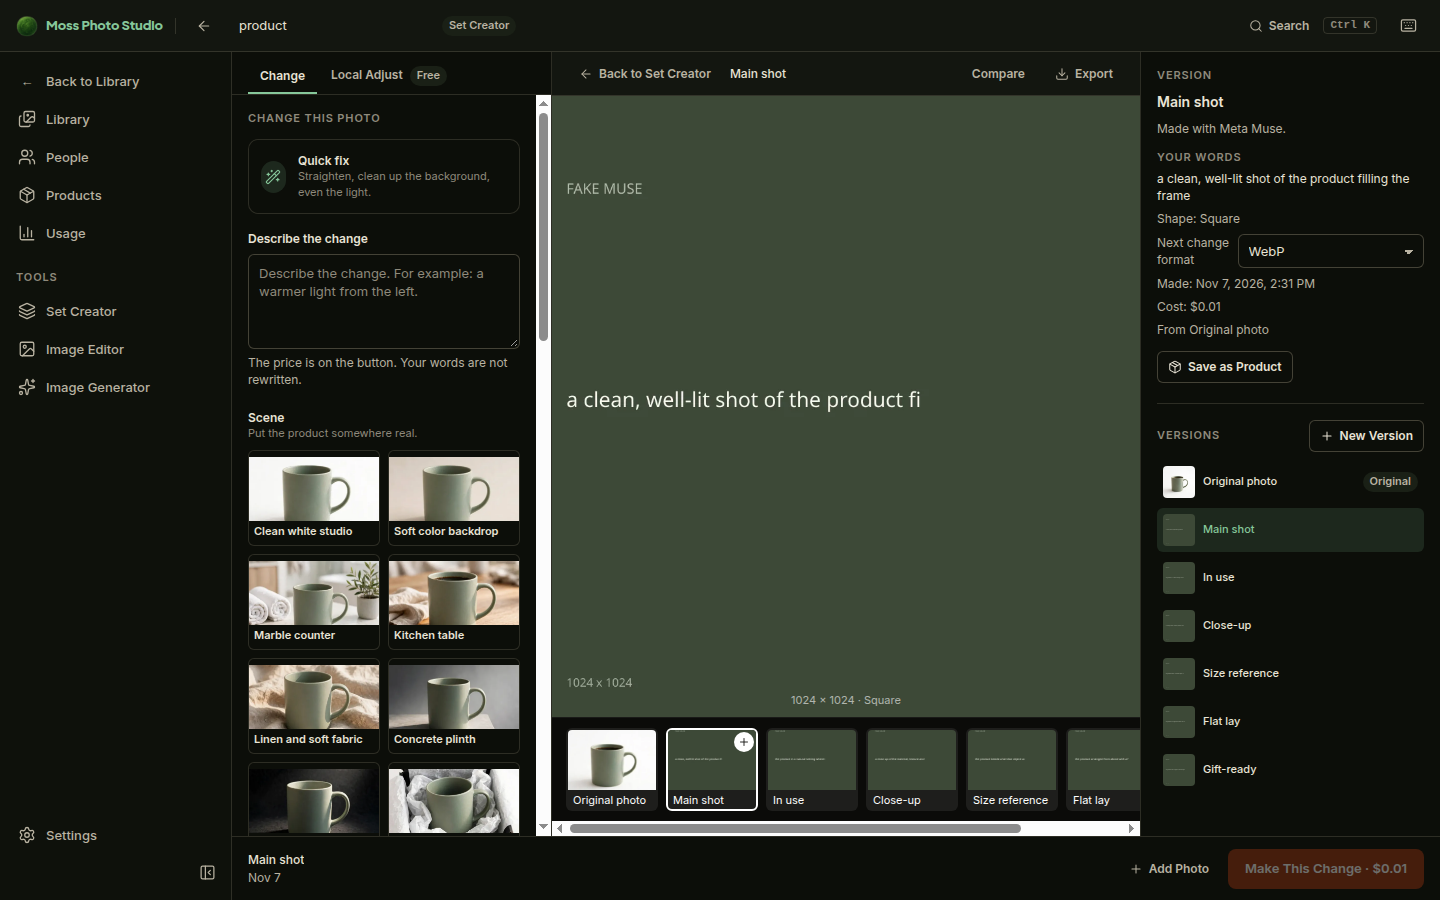 Moss Photo Studio
product
Set Creator
Search
Ctrl K
Back to Library
Library
People
Products
Usage
TOOLS
Set Creator
Image Editor
Image Generator
Settings
Change
Local Adjust
Free
CHANGE THIS PHOTO
Quick fix
Straighten, clean up the background,
even the light.
Describe the change
Describe the change. For example: a
warmer light from the left.
The price is on the button. Your words are not
rewritten.
Scene
Put the product somewhere real.
Clean white studio
Soft color backdrop
Marble counter
Kitchen table
Linen and soft fabric
Concrete plinth
Back to Set Creator
Main shot
Compare
Export
FAKE MUSE
a clean, well-lit shot of the product fi
1024 x 1024
1024 × 1024 · Square
Original photo
Main shot
In use
Close-up
Size reference
Flat lay
VERSION
Main shot
Made with Meta Muse.
YOUR WORDS
a clean, well-lit shot of the product filling the
frame
Shape: Square
Next change
format
WebP
Made: Nov 7, 2026, 2:31 PM
Cost: $0.01
From Original photo
Save as Product
VERSIONS
New Version
Original photo
Original
Main shot
In use
Close-up
Size reference
Flat lay
Gift-ready
Main shot
Nov 7
Add Photo
Make This Change · $0.01